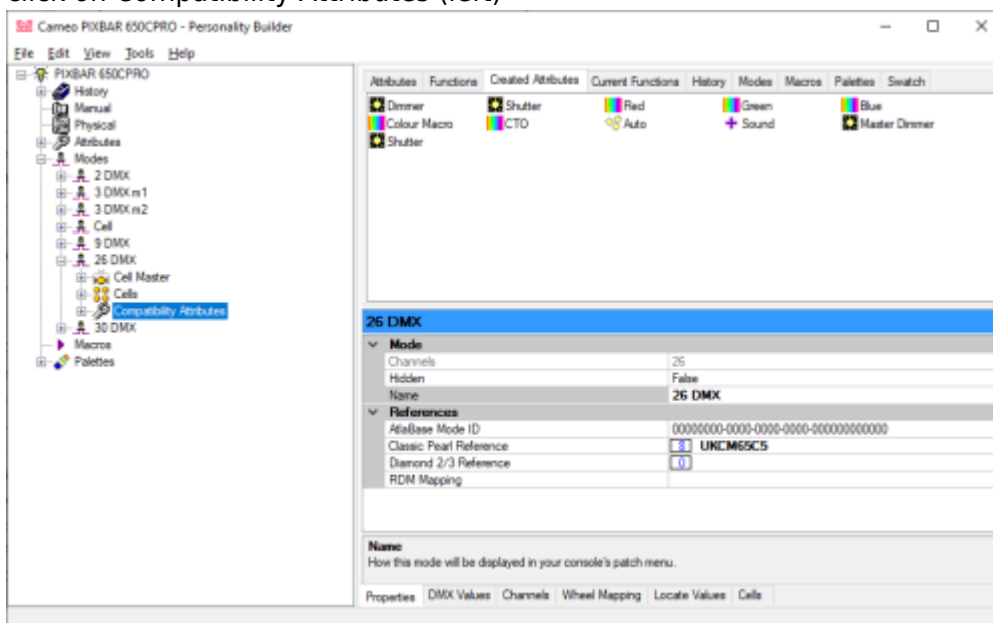 click on Compatibility Attributes (left)
Cameo PIXBAR 650CPRO - Personality Builder
File Edit View Tools Help
PIXBAR 650CPRO
History
Manual
Physical
Attributes
Modes
2 DMX
3 DMX m1
3 DMX m2
Cell
9 DMX
26 DMX
Cell Master
Cells
Compatibility Attributes
30 DMX
Macros
Palettes
Attributes Functions Created Attributes Current Functions History Modes Macros Palettes Swatch
Dimmer Shutter Red Green Blue
Colour Macro CTO Auto Sound Master Dimmer
Shutter
26 DMX
Mode
Channels 26
Hidden False
Name 26 DMX
References
AtlaBase Mode ID 00000000-0000-0000-0000-000000000000
Classic Pearl Reference 8 UKCM65C5
Diamond 2/3 Reference 0
RDM Mapping
Name
How this mode will be displayed in your console's patch menu.
Properties DMX Values Channels Wheel Mapping Locate Values Cells